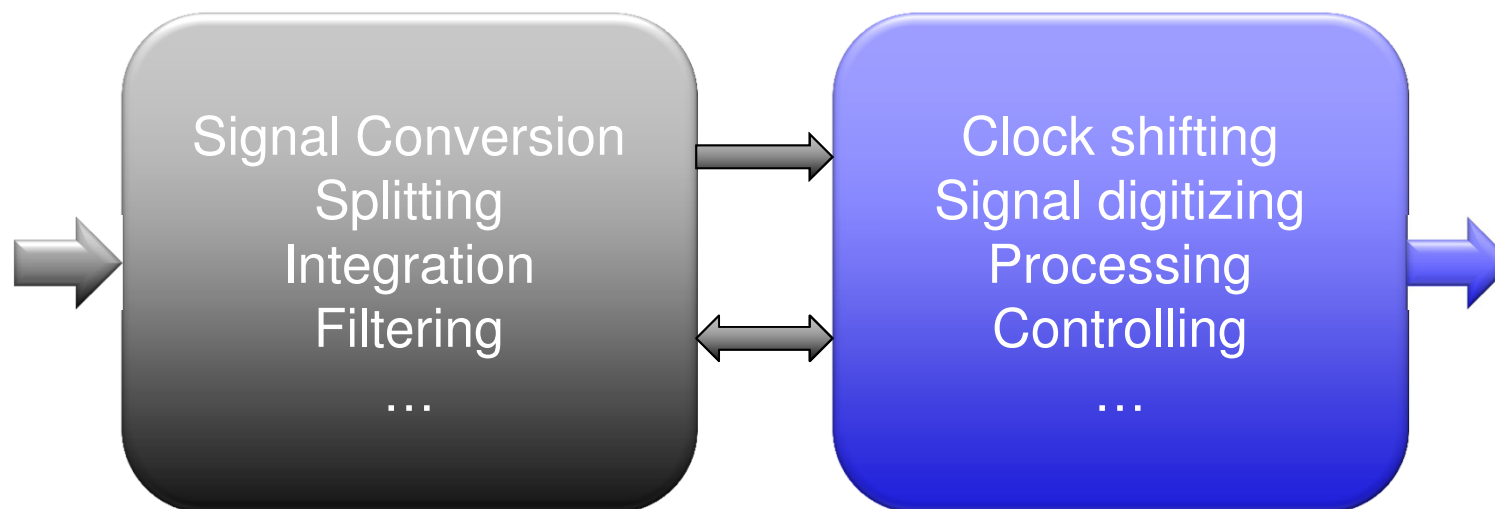 Signal Conversion
Splitting
Integration
Filtering
…
Clock shifting
Signal digitizing
Processing
Controlling
…